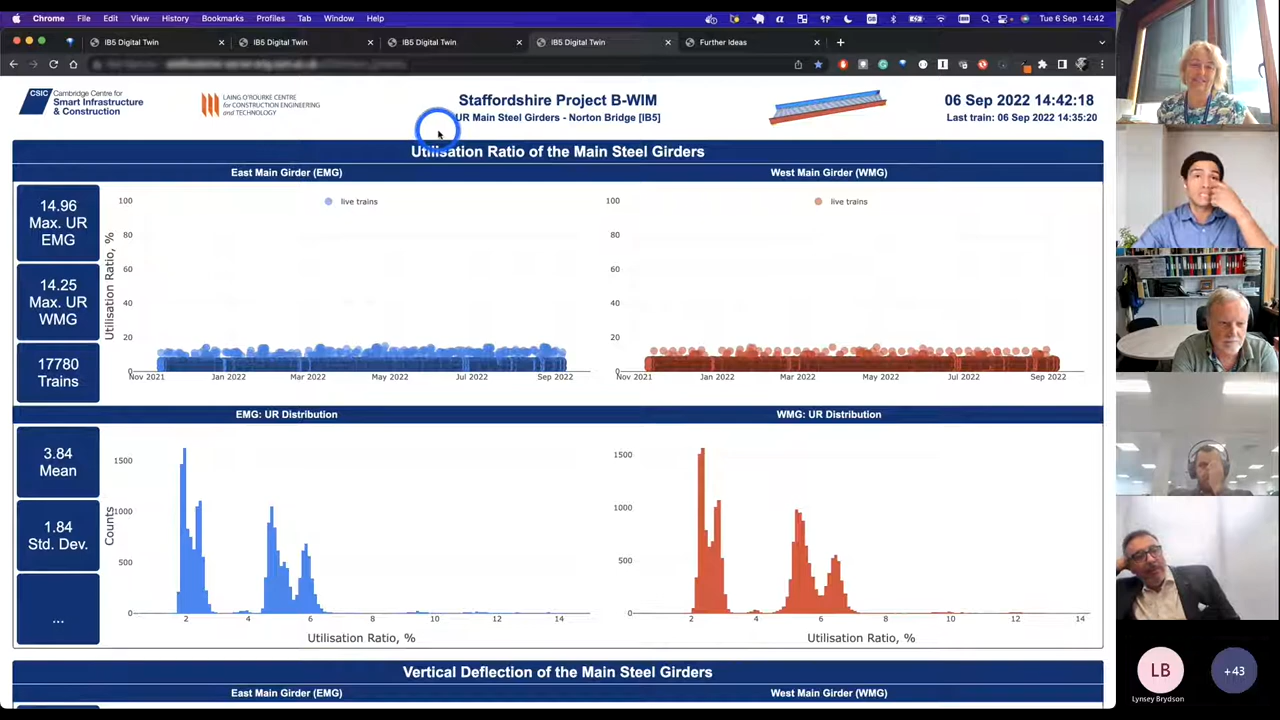 Chrome File Edit View History Bookmarks Profiles Tab Window Help Tue 6 Sep 14:42
IB5 Digital Twin IB5 Digital Twin IB5 Digital Twin IB5 Digital Twin Further Ideas
CSIC Cambridge Centre for
Smart Infrastructure
& Construction
LAING O'ROURKE CENTRE
for CONSTRUCTION ENGINEERING
and TECHNOLOGY
Staffordshire Project B-WIM
UR Main Steel Girders - Norton Bridge [IB5]
06 Sep 2022 14:42:18
Last train: 06 Sep 2022 14:35:20
Utilisation Ratio of the Main Steel Girders
East Main Girder (EMG)
West Main Girder (WMG)
14.96
Max. UR
EMG
14.25
Max. UR
WMG
17780
Trains
Utilisation Ratio, %
100
80
60
40
20
0
live trains
Nov 2021 Jan 2022 Mar 2022 May 2022 Jul 2022 Sep 2022
100
80
60
40
20
0
live trains
Nov 2021 Jan 2022 Mar 2022 May 2022 Jul 2022 Sep 2022
EMG: UR Distribution
WMG: UR Distribution
3.84
Mean
1.84
Std. Dev.
...
Counts
1500
1000
500
0
2 4 6 8 10 12 14
Utilisation Ratio, %
1500
1000
500
0
2 4 6 8 10 12 14
Utilisation Ratio, %
Vertical Deflection of the Main Steel Girders
East Main Girder (EMG)
West Main Girder (WMG)
LB
Lynsey Brydson
+43